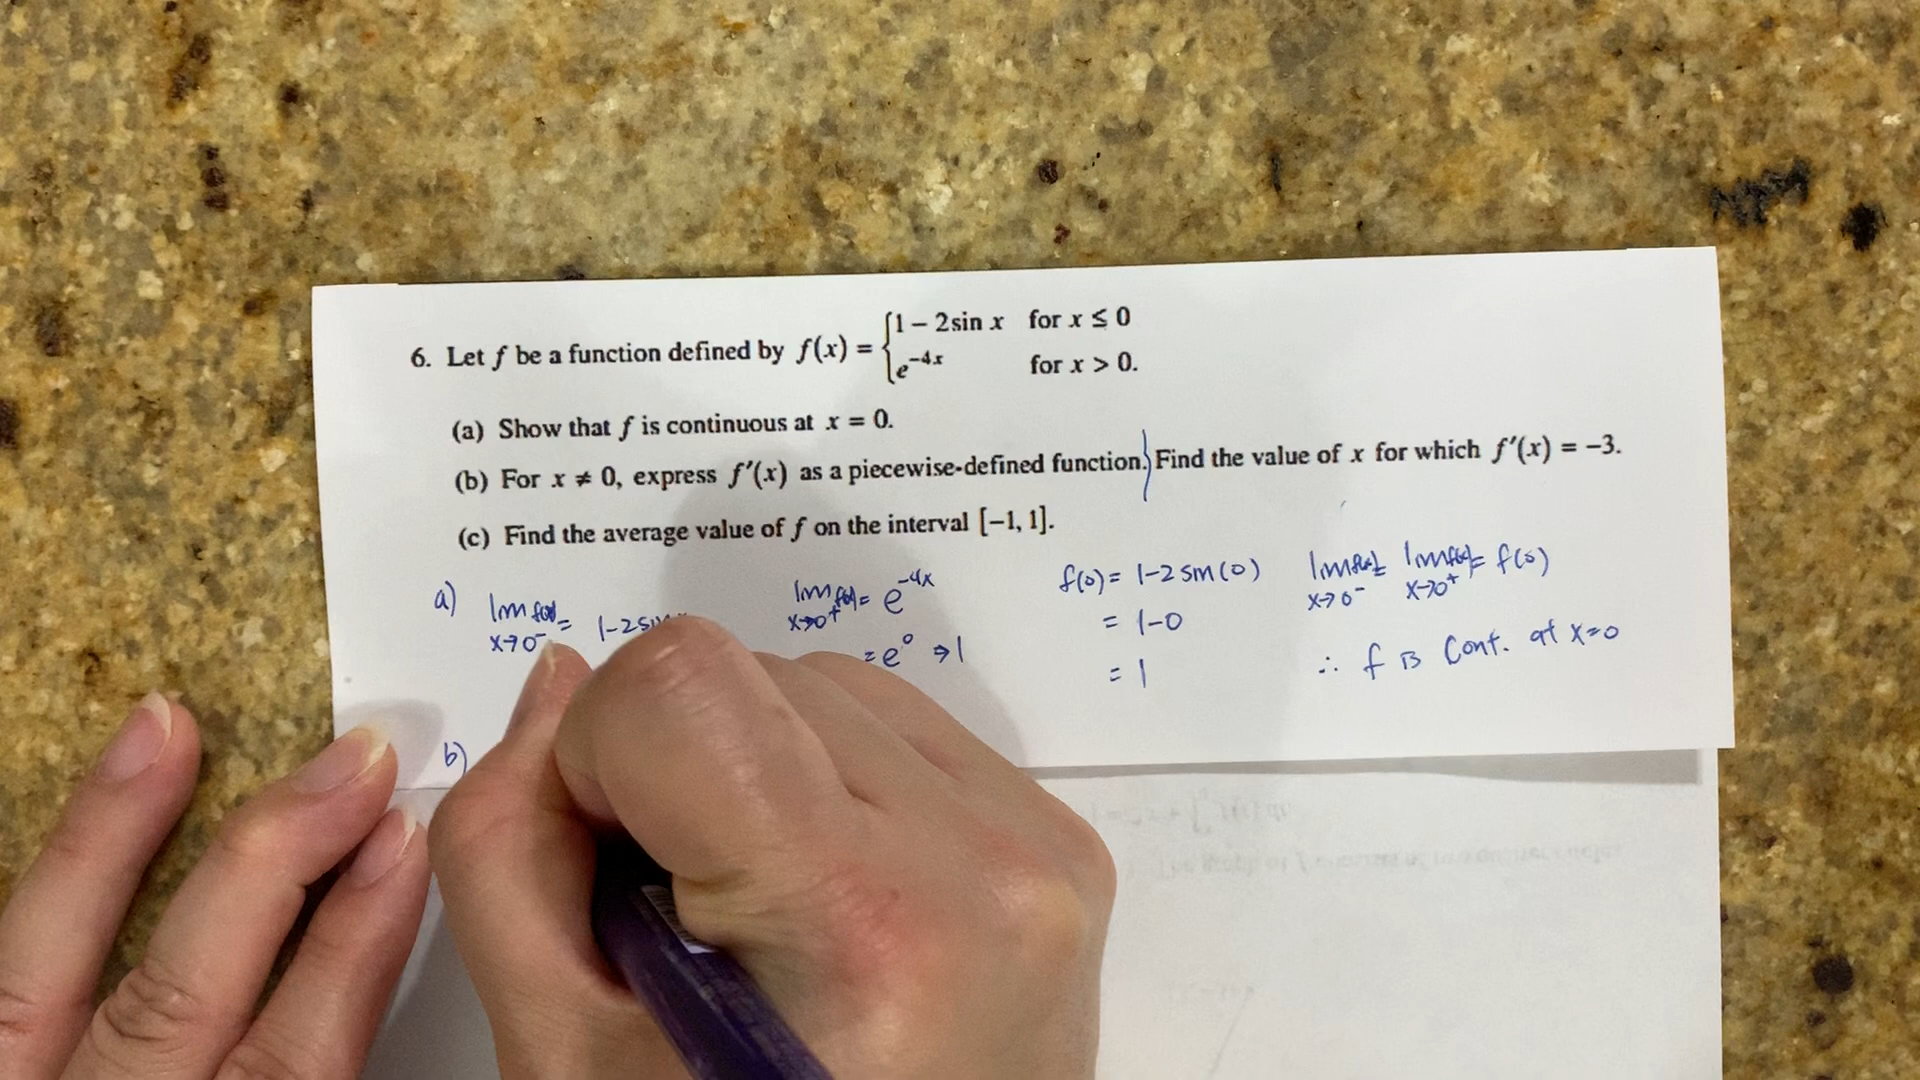 6. Let f be a function defined by f(x) = { 1 – 2sin x for x ≤ 0
e^–4x for x > 0.
(a) Show that f is continuous at x = 0.
(b) For x ≠ 0, express f′(x) as a piecewise-defined function. Find the value of x for which f′(x) = –3.
(c) Find the average value of f on the interval [–1, 1].
a) lim f(x) = 1-2sin
x→0⁻
lim f(x) = e^-4x
x→0⁺
= e⁰ → 1
f(0) = 1-2 sin(0)
= 1-0
= 1
lim f(x) = lim f(x) = f(0)
x→0⁻ x→0⁺
∴ f is cont. at x=0
b)